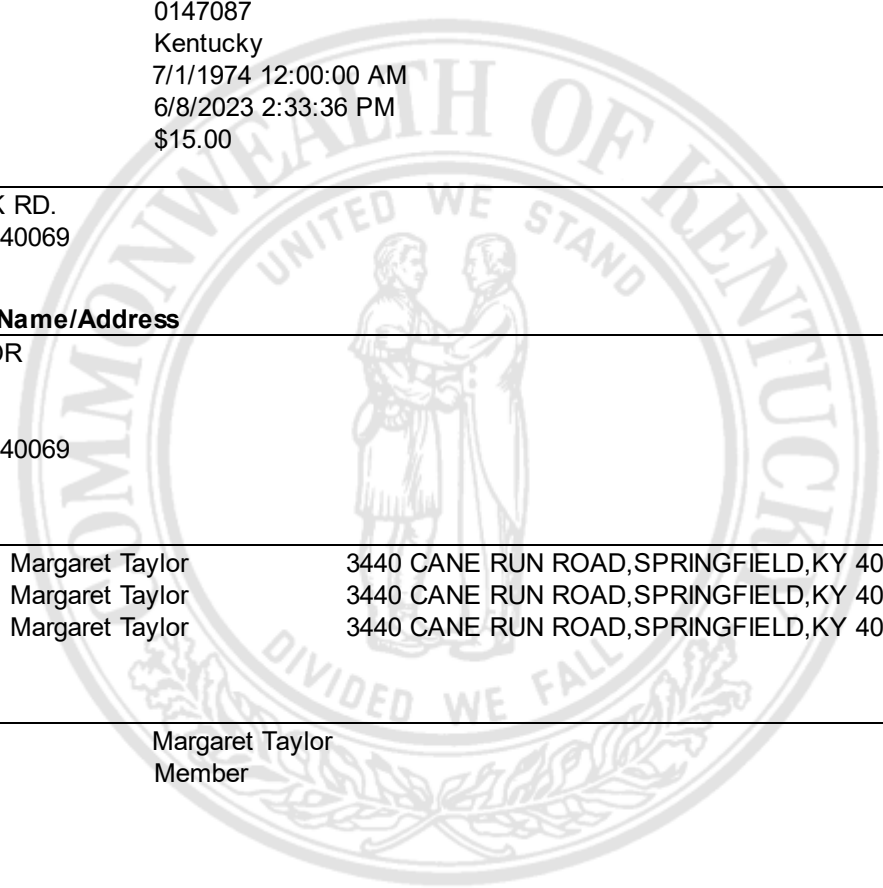 0147087
Kentucky
7/1/1974 12:00:00 AM
6/8/2023 2:33:36 PM
$15.00
K RD.
40069
Name/Address
OR
40069
Margaret Taylor 3440 CANE RUN ROAD,SPRINGFIELD,KY 40
Margaret Taylor 3440 CANE RUN ROAD,SPRINGFIELD,KY 40
Margaret Taylor 3440 CANE RUN ROAD,SPRINGFIELD,KY 40
Margaret Taylor
Member
COMMONWEALTH OF KENTUCKY
UNITED WE STAND
DIVIDED WE FALL